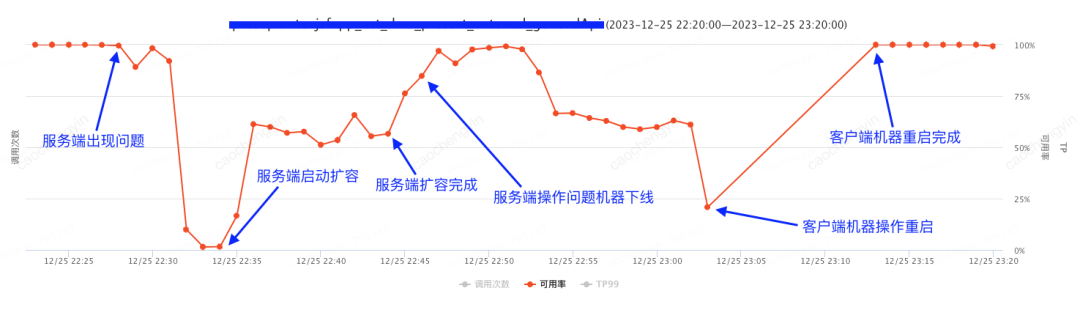 (2023-12-25 22:20:00—2023-12-25 23:20:00)
100%
服务端出现问题
75%
客户端机器重启完成
调用次数
50%
可用率
TP
服务端启动扩容
服务端扩容完成
服务端操作问题机器下线
25%
客户端机器操作重启
0%
12/25 22:25 12/25 22:30 12/25 22:35 12/25 22:40 12/25 22:45 12/25 22:50 12/25 22:55 12/25 23:00 12/25 23:05 12/25 23:10 12/25 23:15 12/25 23:20
调用次数 可用率 TP99
caochengyin